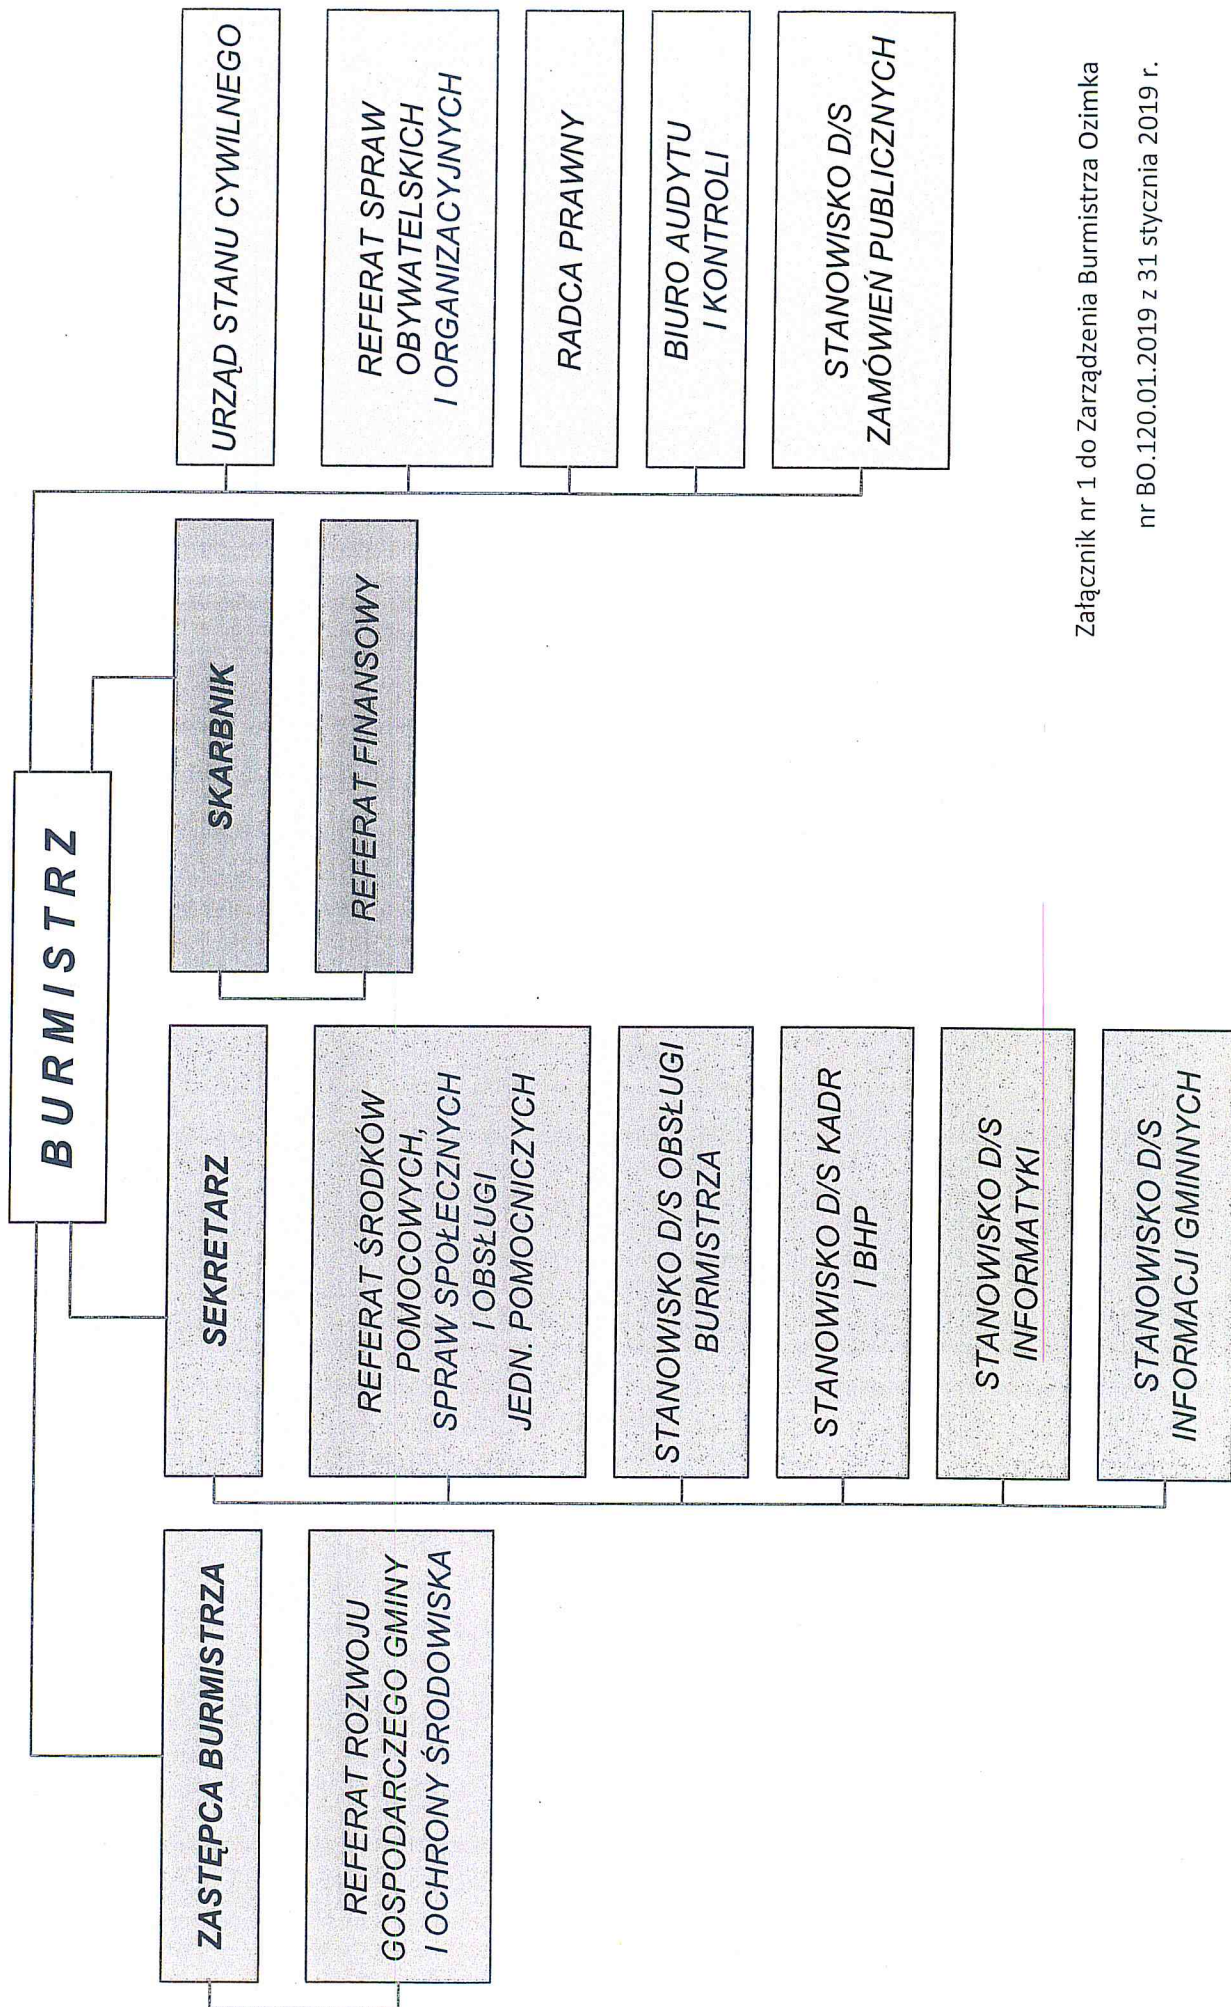 BURMISTRZ
ZASTĘPCA BURMISTRZA
REFERAT ROZWOJU
GOSPODARCZEGO GMINY
I OCHRONY ŚRODOWISKA
SEKRETARZ
REFERAT ŚRODKÓW
POMOCOWYCH,
SPRAW SPOŁECZNYCH
I OBSŁUGI
JEDN. POMOCNICZYCH
STANOWISKO D/S OBSŁUGI
BURMISTRZA
STANOWISKO D/S KADR
I BHP
STANOWISKO D/S
INFORMATYKI
STANOWISKO D/S
INFORMACJI GMINNYCH
SKARBNIK
REFERAT FINANSOWY
URZĄD STANU CYWILNEGO
REFERAT SPRAW
OBYWATELSKICH
I ORGANIZACYJNYCH
RADCA PRAWNY
BIURO AUDYTU
I KONTROLI
STANOWISKO D/S
ZAMÓWIEŃ PUBLICZNYCH
Załącznik nr 1 do Zarządzenia Burmistrza Ozimka
nr BO.120.01.2019 z 31 stycznia 2019 r.